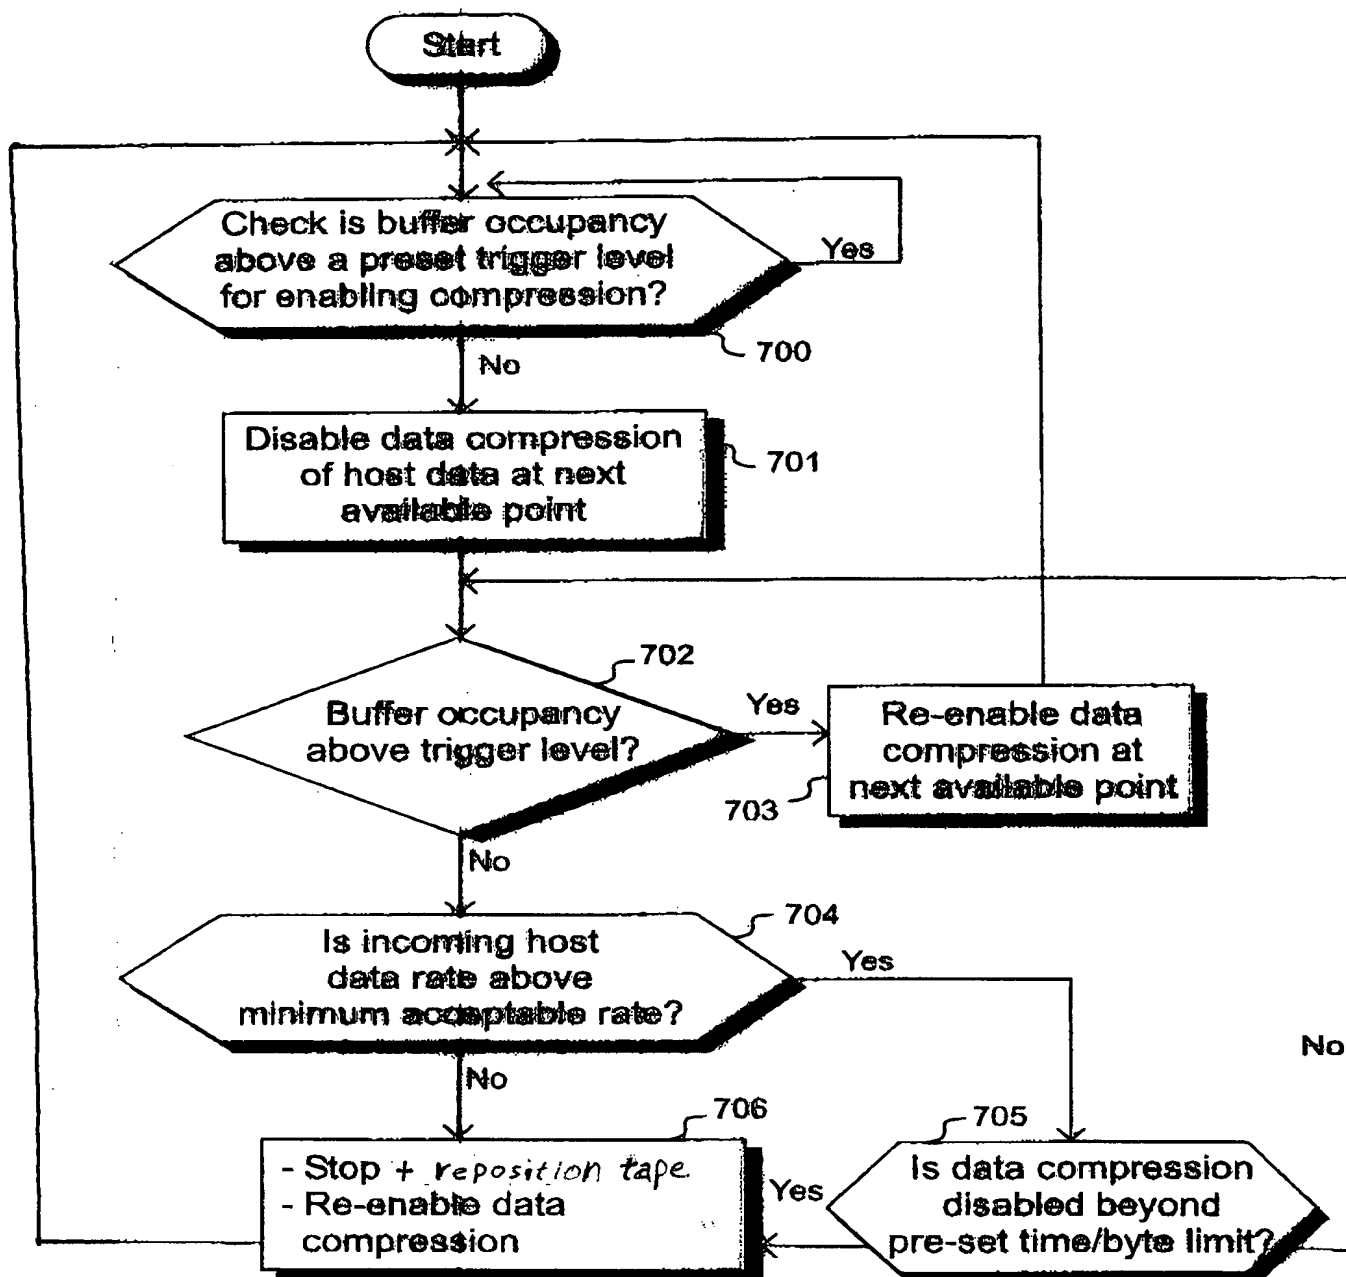 Start
Check is buffer occupancy
above a preset trigger level
for enabling compression?
Yes
700
No
Disable data compression
of host data at next
available point
701
702
Buffer occupancy
above trigger level?
Yes
Re-enable data
compression at
next available point
703
No
704
Is incoming host
data rate above
minimum acceptable rate?
Yes
No
No
706
- Stop + reposition tape
- Re-enable data
compression
705
Is data compression
disabled beyond
pre-set time/byte limit?
Yes